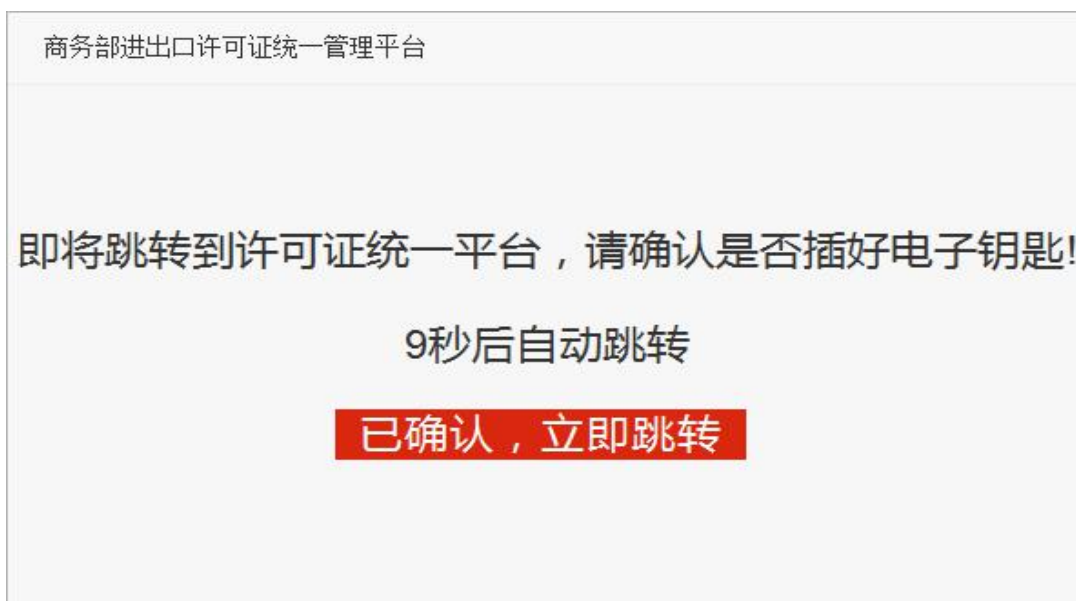 商务部进出口许可证统一管理平台
即将跳转到许可证统一平台，请确认是否插好电子钥匙!
9秒后自动跳转
已确认，立即跳转